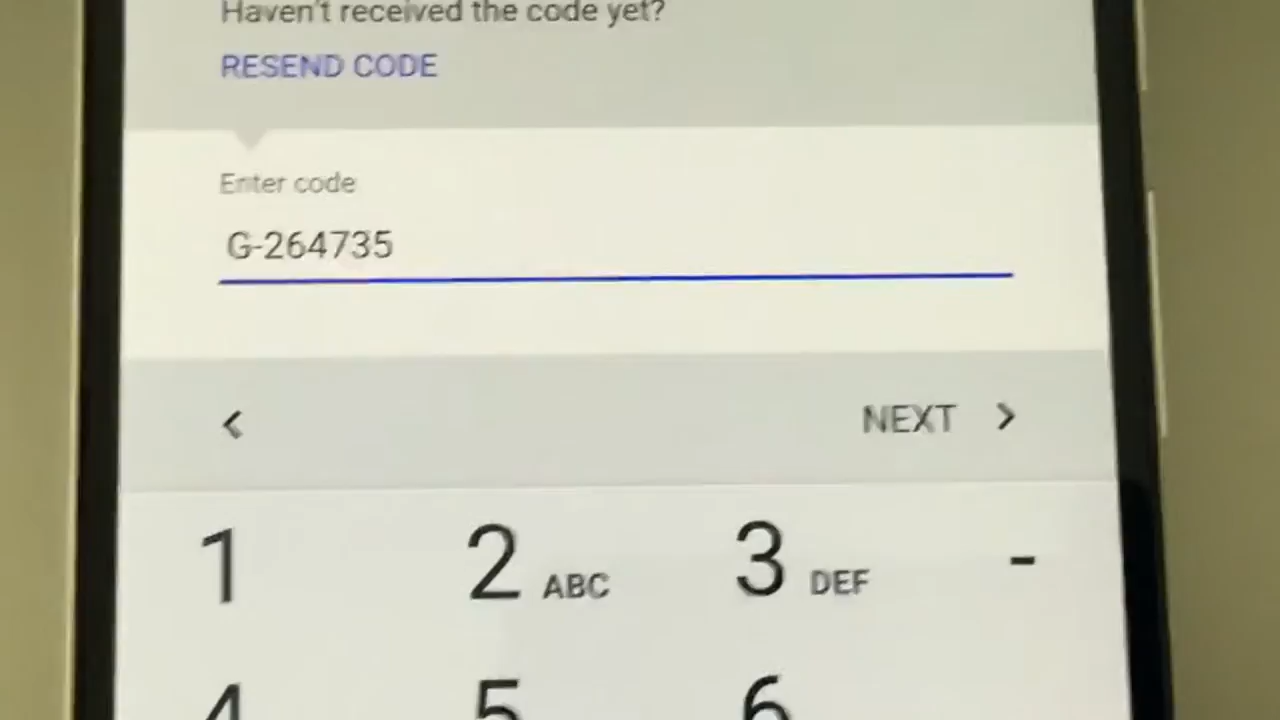 Haven't received the code yet?
RESEND CODE
Enter code
G-264735
< NEXT >
1 2 ABC 3 DEF -
4 5 6